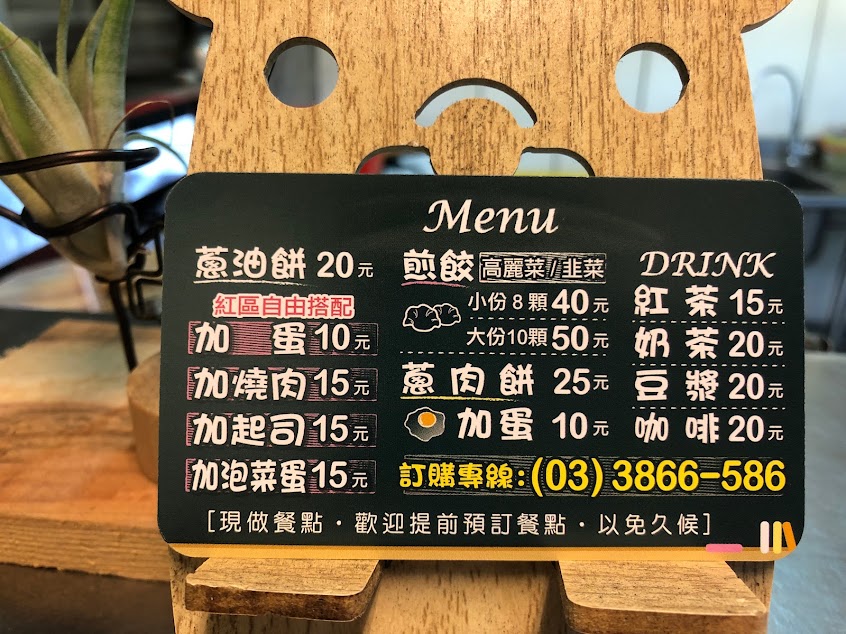 Menu
蔥油餅 20元
紅區自由搭配
加蛋 10元
加燒肉 15元
加起司 15元
加泡菜蛋 15元
煎餃 高麗菜/韭菜
小份8顆 40元
大份10顆 50元
蔥肉餅 25元
加蛋 10元
DRINK
紅茶 15元
奶茶 20元
豆漿 20元
咖啡 20元
訂購專線:(03)3866-586
[現做餐點・歡迎提前預訂餐點・以免久候]